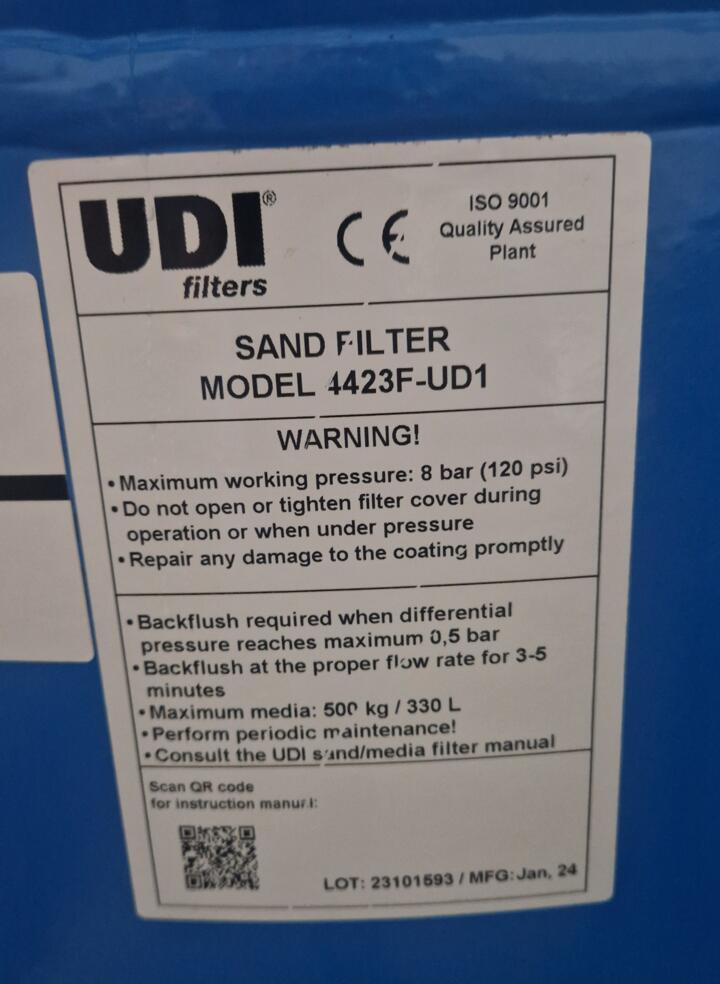 UDI®
filters
CE
ISO 9001
Quality Assured
Plant
SAND FILTER
MODEL 4423F-UD1
WARNING!
• Maximum working pressure: 8 bar (120 psi)
• Do not open or tighten filter cover during
operation or when under pressure
• Repair any damage to the coating promptly
• Backflush required when differential
pressure reaches maximum 0,5 bar
• Backflush at the proper flow rate for 3-5
minutes
• Maximum media: 500 kg / 330 L
• Perform periodic maintenance!
• Consult the UDI sand/media filter manual
Scan QR code
for instruction manual:
LOT: 23101593 / MFG: Jan, 24